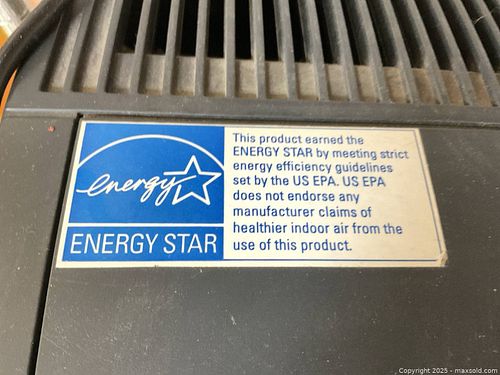 energy
ENERGY STAR
This product earned the
ENERGY STAR by meeting strict
energy efficiency guidelines
set by the US EPA. US EPA
does not endorse any
manufacturer claims of
healthier indoor air from the
use of this product.
Copyright 2025 - maxsold.com